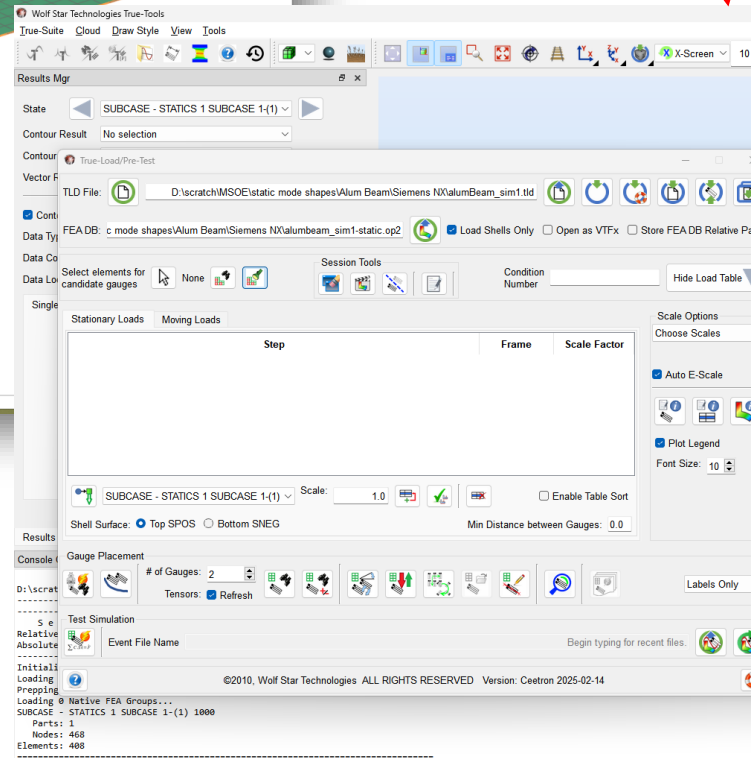 Wolf Star Technologies True-Tools
True-Suite Cloud Draw Style View Tools
X-Screen 10
Results Mgr
State SUBCASE - STATICS 1 SUBCASE 1-(1)
Contour Result No selection
Contour
Vector R
True-Load/Pre-Test
TLD File: D:\scratch\MSOE\static mode shapes\Alum Beam\Siemens NX\alumBeam_sim1.tld
FEA DB: c mode shapes\Alum Beam\Siemens NX\alumbeam_sim1-static.op2 Load Shells Only Open as VTFx Store FEA DB Relative Pa
Cont
Data Typ
Data Co
Data Lo
Single
Select elements for
candidate gauges
None
Session Tools
Condition
Number
Hide Load Table
Stationary Loads Moving Loads
Step Frame Scale Factor
Scale Options
Choose Scales
Auto E-Scale
Plot Legend
Font Size: 10
SUBCASE - STATICS 1 SUBCASE 1-(1) Scale: 1.0 Enable Table Sort
Shell Surface: Top SPOS Bottom SNEG Min Distance between Gauges: 0.0
Results
Console
Gauge Placement
# of Gauges: 2
Tensors: Refresh
Labels Only
Test Simulation
Event File Name Begin typing for recent files.
©2010, Wolf Star Technologies ALL RIGHTS RESERVED Version: Ceetron 2025-02-14
D:\scrat
---------
---------
S e
Relative
Absolute
---------
Initiali
Loading
Prepping
Loading 0 Native FEA Groups...
SUBCASE - STATICS 1 SUBCASE 1-(1) 1000
Parts: 1
Nodes: 468
Elements: 408
--------------------------------------------------------------------------------